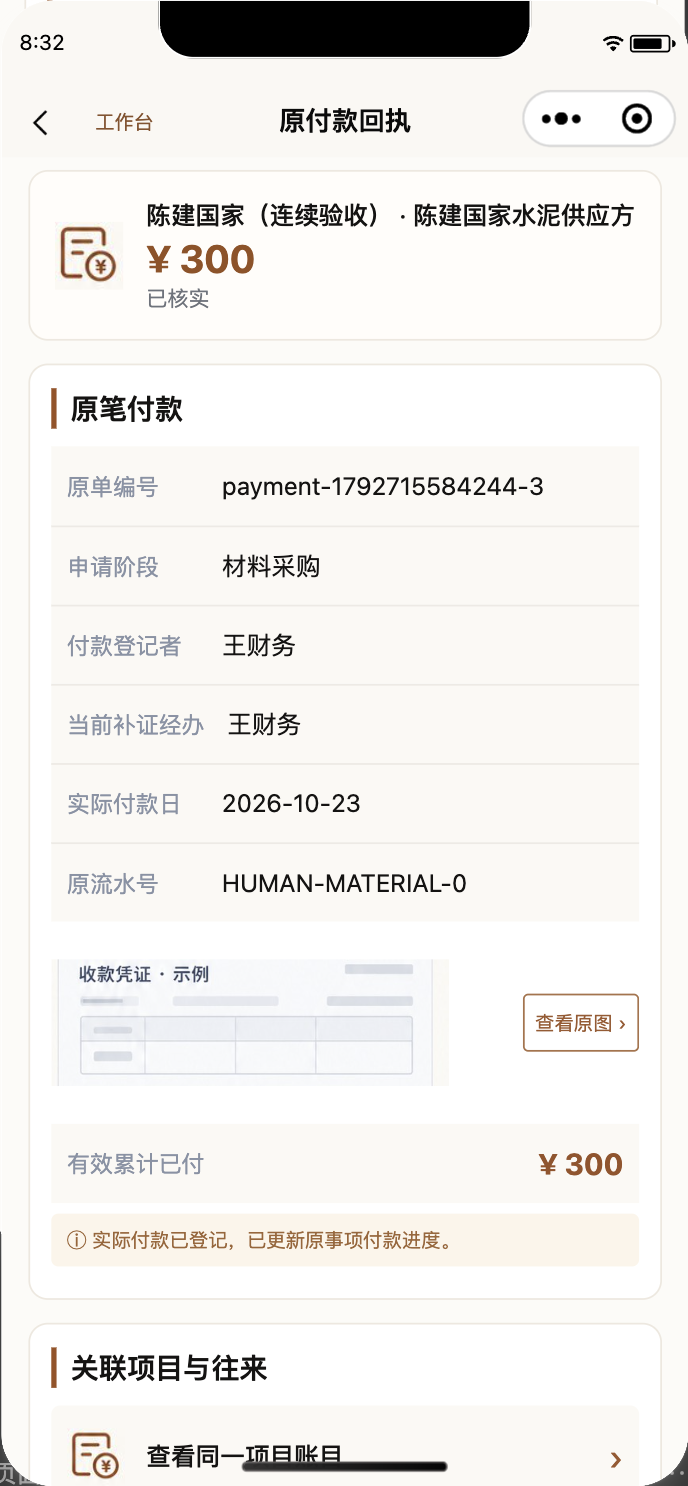 8:32
工作台
原付款回执
陈建国家（连续验收） · 陈建国家水泥供应方
¥ 300
已核实
原笔付款
原单编号 payment-1792715584244-3
申请阶段 材料采购
付款登记者 王财务
当前补证经办 王财务
实际付款日 2026-10-23
原流水号 HUMAN-MATERIAL-0
收款凭证 · 示例
查看原图 ›
有效累计已付 ¥ 300
ⓘ 实际付款已登记，已更新原事项付款进度。
关联项目与往来
查看同一项目账目 ›